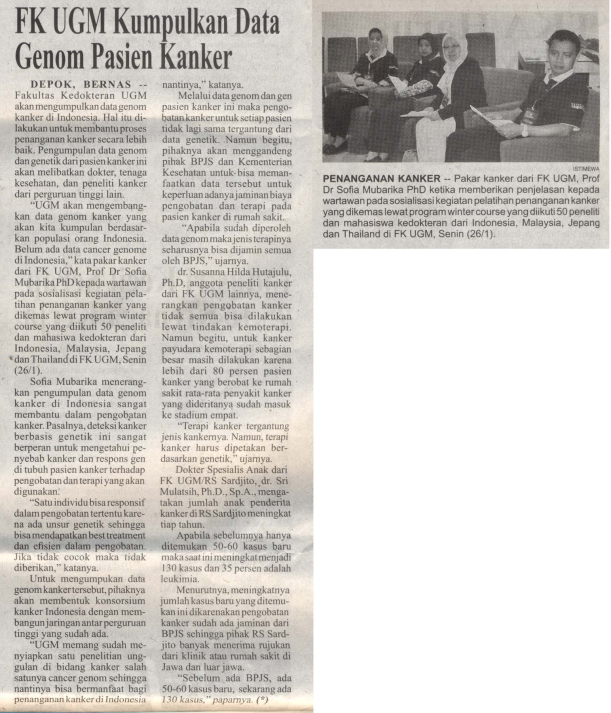 FK UGM Kumpulkan Data
Genom Pasien Kanker
DEPOK, BERNAS --
Fakultas Kedokteran UGM
akan mengumpulkan data genom
kanker di Indonesia. Hal itu di-
lakukan untuk membantu proses
penanganan kanker secara lebih
baik. Pengumpulan data genom
dan genetik dari pasien kanker ini
akan melibatkan dokter, tenaga
kesehatan, dan peneliti kanker
dari perguruan tinggi lain.
"UGM akan mengembang-
kan data genom kanker yang
akan kita kumpulan berdasar-
kan populasi orang Indonesia.
Belum ada data cancer genome
di Indonesia," kata pakar kanker
dari FK UGM, Prof Dr Sofia
Mubarika PhD kepada wartawan
pada sosialisasi kegiatan pela-
tihan penanganan kanker yang
dikemas lewat program winter
course yang diikuti 50 peneliti
dan mahasiwa kedokteran dari
Indonesia, Malaysia, Jepang
dan Thailand di FK UGM, Senin
(26/1).
Sofia Mubarika menerang-
kan pengumpulan data genom
kanker di Indonesia sangat
membantu dalam pengobatan
kanker. Pasalnya, deteksi kanker
berbasis genetik ini sangat
berperan untuk mengetahui pe-
nyebab kanker dan respons gen
di tubuh pasien kanker terhadap
pengobatan dan terapi yang akan
digunakan.
"Satu individu bisa responsif
dalam pengobatan tertentu kare-
na ada unsur genetik sehingga
bisa mendapatkan best treatment
dan efisien dalam pengobatan.
Jika tidak cocok maka tidak
diberikan," katanya.
Untuk mengumpukan data
genom kanker tersebut, pihaknya
akan membentuk konsorsium
kanker Indonesia dengan mem-
bangun jaringan antar perguruan
tinggi yang sudah ada.
"UGM memang sudah me-
nyiapkan satu penelitian ung-
gulan di bidang kanker salah
satunya cancer genom sehingga
nantinya bisa bermanfaat bagi
penanganan kanker di Indonesia
nantinya," katanya.
Melalui data genom dan gen
pasien kanker ini maka pengo-
batan kanker untuk setiap pasien
tidak lagi sama tergantung dari
data genetik. Namun begitu,
pihaknya akan menggandeng
pihak BPJS dan Kementerian
Kesehatan untuk bisa meman-
faatkan data tersebut untuk
keperluan adanya jaminan biaya
pengobatan dan terapi pada
pasien kanker di rumah sakit.
"Apabila sudah diperoleh
data genom maka jenis terapinya
seharusnya bisa dijamin semua
oleh BPJS," ujarnya.
dr. Susanna Hilda Hutajulu,
Ph.D, anggota peneliti kanker
dari FK UGM lainnya, mene-
rangkan pengobatan kanker
tidak semua bisa dilakukan
lewat tindakan kemoterapi.
Namun begitu, untuk kanker
payudara kemoterapi sebagian
besar masih dilakukan karena
lebih dari 80 persen pasien
kanker yang berobat ke rumah
sakit rata-rata penyakit kanker
yang dideritanya sudah masuk
ke stadium empat.
"Terapi kanker tergantung
jenis kankernya. Namun, terapi
kanker harus dipetakan ber-
dasarkan genetik," ujarnya.
Dokter Spesialis Anak dari
FK UGM/RS Sardjito, dr. Sri
Mulatsih, Ph.D., Sp.A., menga-
takan jumlah anak penderita
kanker di RS Sardjito meningkat
tiap tahun.
Apabila sebelumnya hanya
ditemukan 50-60 kasus baru
maka saat ini meningkat menjadi
130 kasus dan 35 persen adalah
leukimia.
Menurutnya, meningkatnya
jumlah kasus baru yang ditemu-
kan ini dikarenakan pengobatan
kanker sudah ada jaminan dari
BPJS sehingga pihak RS Sard-
jito banyak menerima rujukan
dari klinik atau rumah sakit di
Jawa dan luar jawa.
"Sebelum ada BPJS, ada
50-60 kasus baru, sekarang ada
130 kasus," paparnya. (*)
ISTIMEWA
PENANGANAN KANKER -- Pakar kanker dari FK UGM, Prof
Dr Sofia Mubarika PhD ketika memberikan penjelasan kepada
wartawan pada sosialisasi kegiatan pelatihan penanganan kanker
yang dikemas lewat program winter course yang diikuti 50 peneliti
dan mahasiswa kedokteran dari Indonesia, Malaysia, Jepang
dan Thailand di FK UGM, Senin (26/1).